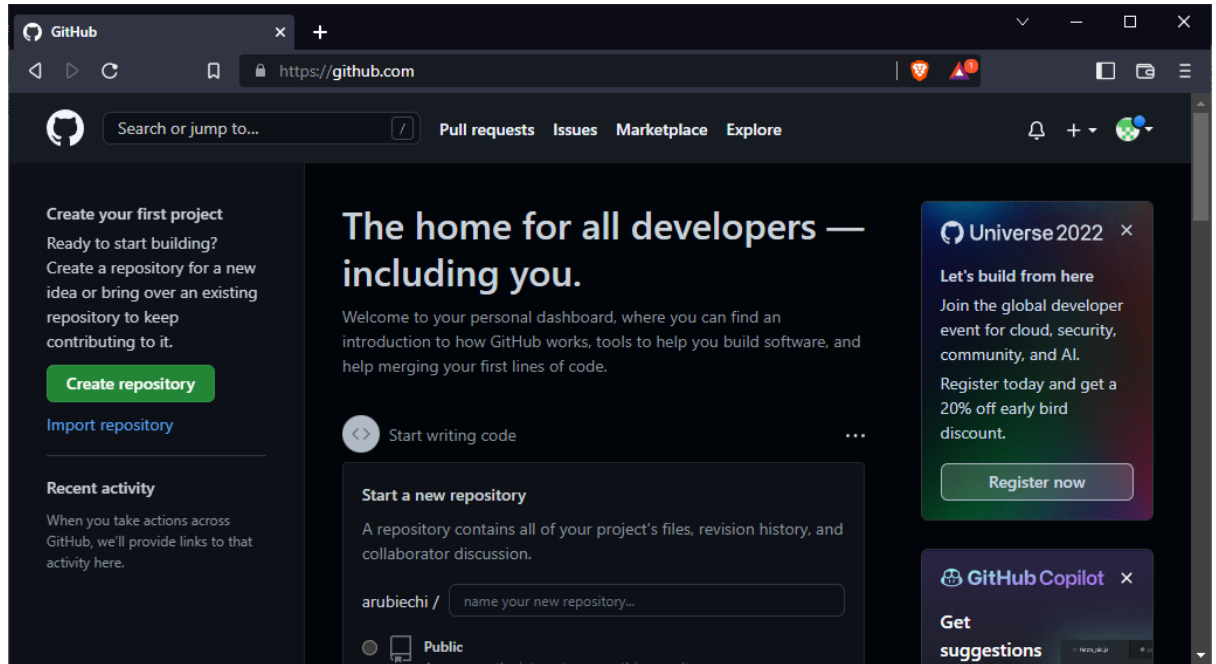 GitHub
https://github.com
1
Search or jump to...
/
Pull requests
Issues
Marketplace
Explore
Create your first project
Ready to start building?
Create a repository for a new
idea or bring over an existing
repository to keep
contributing to it.
Create repository
Import repository
Recent activity
When you take actions across
GitHub, we'll provide links to that
activity here.
The home for all developers —
including you.
Welcome to your personal dashboard, where you can find an
introduction to how GitHub works, tools to help you build software, and
help merging your first lines of code.
Start writing code
Start a new repository
A repository contains all of your project's files, revision history, and
collaborator discussion.
arubiechi /
name your new repository...
Public
Universe 2022
Let's build from here
Join the global developer
event for cloud, security,
community, and AI.
Register today and get a
20% off early bird
discount.
Register now
GitHub Copilot
Get
suggestions